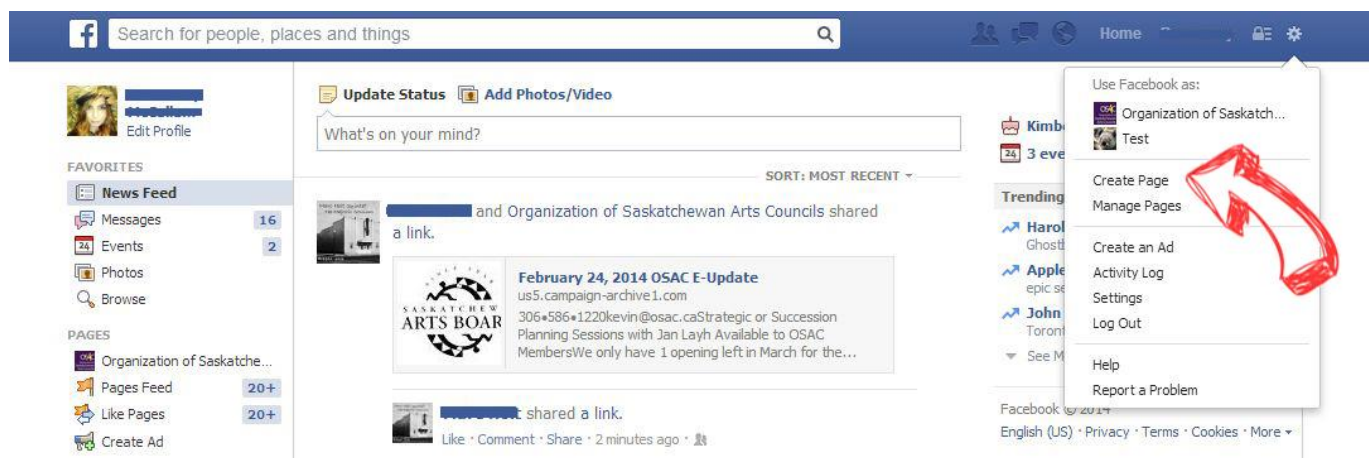 Search for people, places and things
Home
Edit Profile
FAVORITES
News Feed
Messages 16
Events 2
Photos
Browse
PAGES
Organization of Saskatche...
Pages Feed 20+
Like Pages 20+
Create Ad
Update Status Add Photos/Video
What's on your mind?
SORT: MOST RECENT
and Organization of Saskatchewan Arts Councils shared
a link.
SASKATCHEW
ARTS BOAR
February 24, 2014 OSAC E-Update
us5.campaign-archive1.com
306•586•1220kevin@osac.caStrategic or Succession
Planning Sessions with Jan Layh Available to OSAC
MembersWe only have 1 opening left in March for the...
shared a link.
Like · Comment · Share · 2 minutes ago ·
Kimb
24 3 eve
Trending
Harol
Ghost
Apple
epic se
John
Toron
See M
Facebook © 2014
English (US) · Privacy · Terms · Cookies · More
Use Facebook as:
Organization of Saskatch...
Test
Create Page
Manage Pages
Create an Ad
Activity Log
Settings
Log Out
Help
Report a Problem